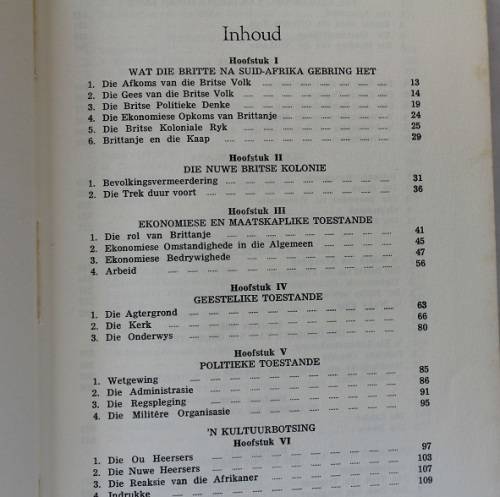 Inhoud
Hoofstuk I
WAT DIE BRITTE NA SUID-AFRIKA GEBRING HET
1. Die Afkoms van die Britse Volk 13
2. Die Gees van die Britse Volk 14
3. Die Britse Politieke Denke 19
4. Die Ekonomiese Opkoms van Brittanje 24
5. Die Britse Koloniale Ryk 25
6. Brittanje en die Kaap 29
Hoofstuk II
DIE NUWE BRITSE KOLONIE
1. Bevolkingsvermeerdering 31
2. Die Trek duur voort 36
Hoofstuk III
EKONOMIESE EN MAATSKAPLIKE TOESTANDE
1. Die rol van Brittanje 41
2. Ekonomiese Omstandighede in die Algemeen 45
3. Ekonomiese Bedrywighede 47
4. Arbeid 56
Hoofstuk IV
GEESTELIKE TOESTANDE
1. Die Agtergrond 63
2. Die Kerk 66
3. Die Onderwys 80
Hoofstuk V
POLITIEKE TOESTANDE
1. Wetgewing 85
2. Die Administrasie 86
3. Die Regspleging 91
4. Die Militêre Organisasie 95
'N KULTUURBOTSING
Hoofstuk VI
1. Die Ou Heersers 97
2. Die Nuwe Heersers 103
3. Die Reaksie van die Afrikaner 107
4. Indrukke 109